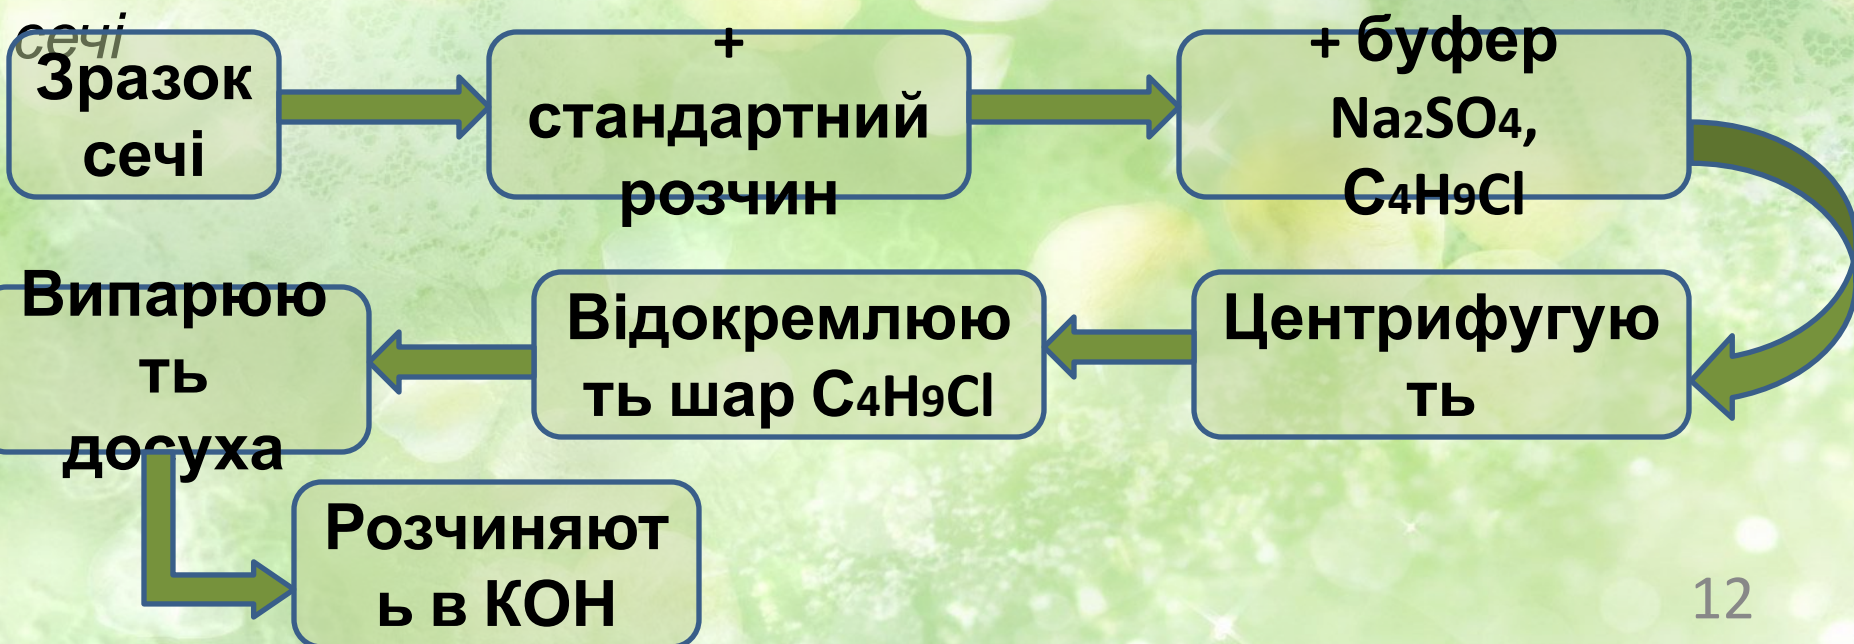 сечі
Зразок
сечі
+
стандартний
розчин
+ буфер
Na₂SO₄,
C₄H₉Cl
Центрифугую
ть
Відокремлюю
ть шар C₄H₉Cl
Випарюю
ть
досуха
Розчиняют
ь в КОН
12